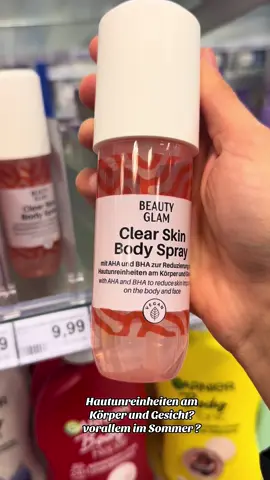 BEAUTY
GLAM
Clear Skin
Body Spray
mit AHA und BHA zur Reduzierung
Hautunreinheiten am Körper und
with AHA and BHA to reduce skin
on the body and face
VEGAN
BEAUTY
GLAM
Clear Skin
Body Spray
9,99
GARNIER
Hautunreinheiten am
Körper und Gesicht?
vorallem im Sommer ?